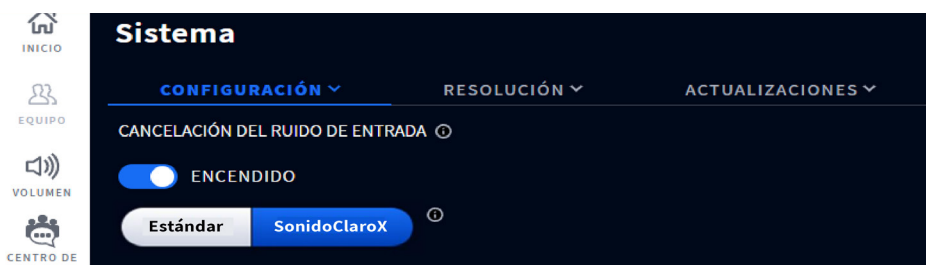 INICIO
EQUIPO
VOLUMEN
CENTRO DE
Sistema
CONFIGURACIÓN RESOLUCIÓN ACTUALIZACIONES
CANCELACIÓN DEL RUIDO DE ENTRADA
ENCENDIDO
Estándar SonidoClaroX